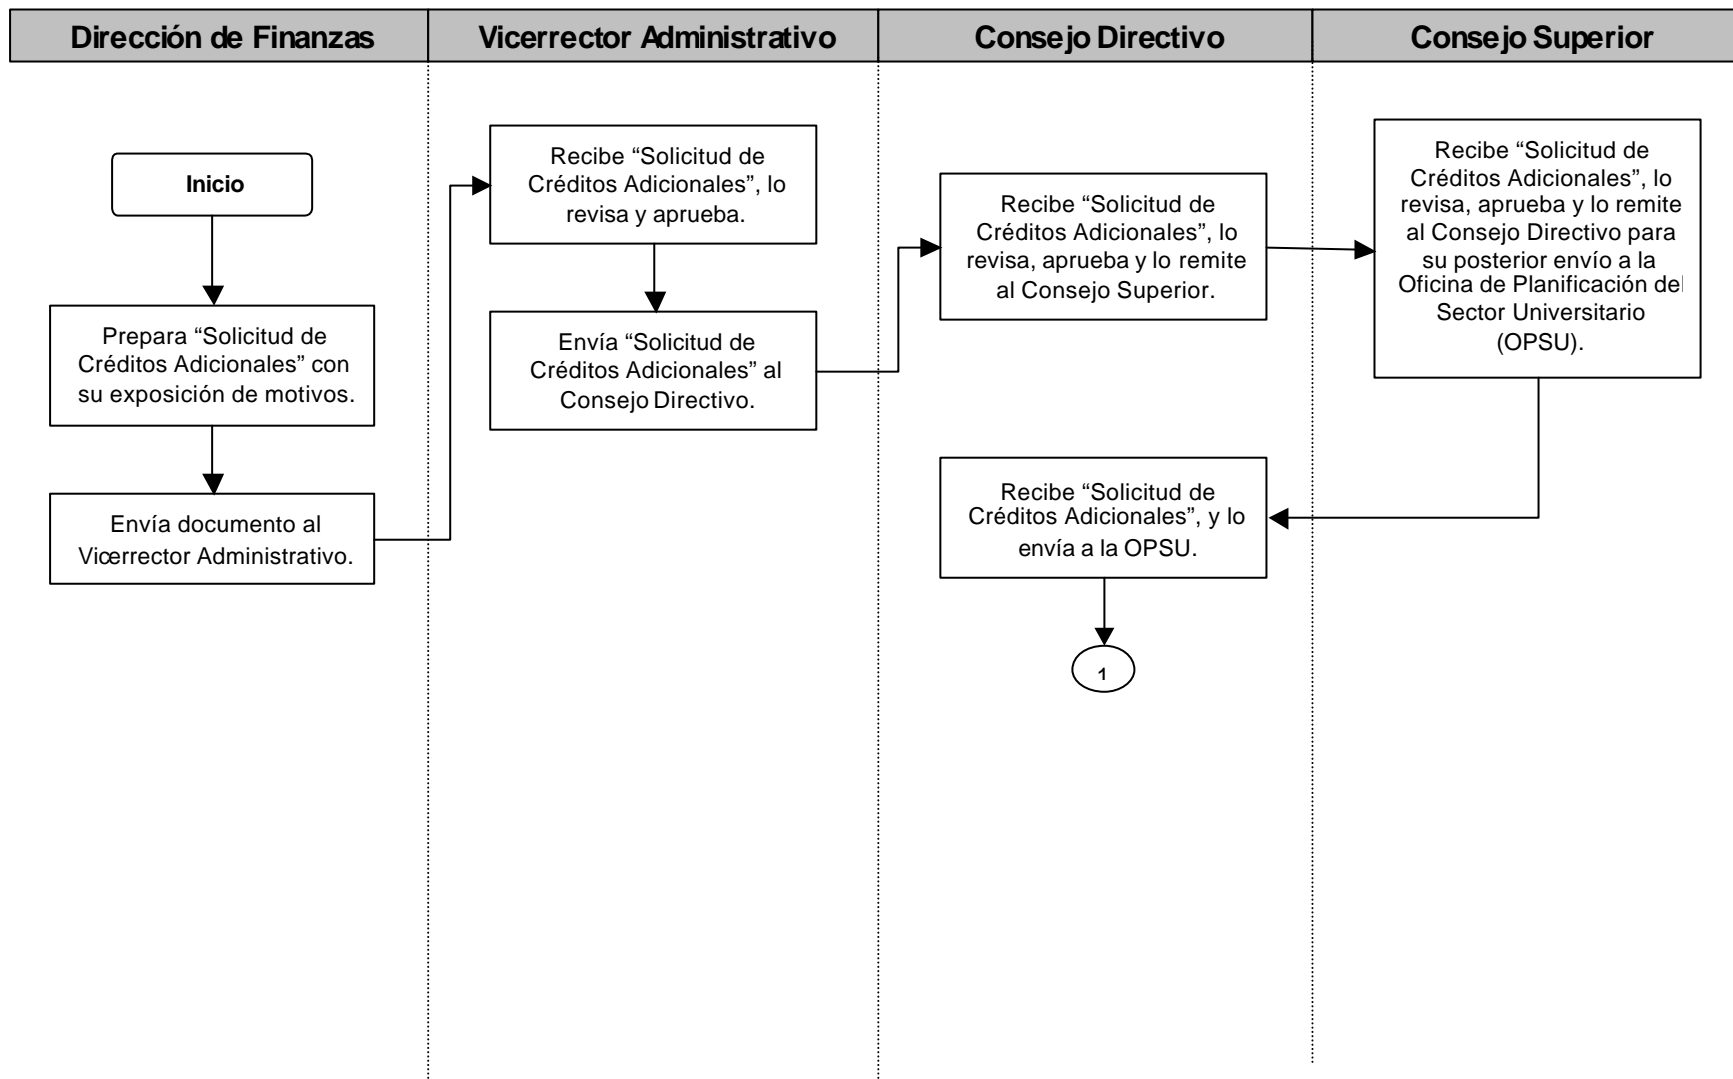 Dirección de Finanzas
Vicerrector Administrativo
Consejo Directivo
Consejo Superior
Inicio
Prepara “Solicitud de
Créditos Adicionales” con
su exposición de motivos.
Envía documento al
Vicerrector Administrativo.
Recibe “Solicitud de
Créditos Adicionales”, lo
revisa y aprueba.
Envía “Solicitud de
Créditos Adicionales” al
Consejo Directivo.
Recibe “Solicitud de
Créditos Adicionales”, lo
revisa, aprueba y lo remite
al Consejo Superior.
Recibe “Solicitud de
Créditos Adicionales”, lo
revisa, aprueba y lo remite
al Consejo Directivo para
su posterior envío a la
Oficina de Planificación del
Sector Universitario
(OPSU).
Recibe “Solicitud de
Créditos Adicionales”, y lo
envía a la OPSU.
1